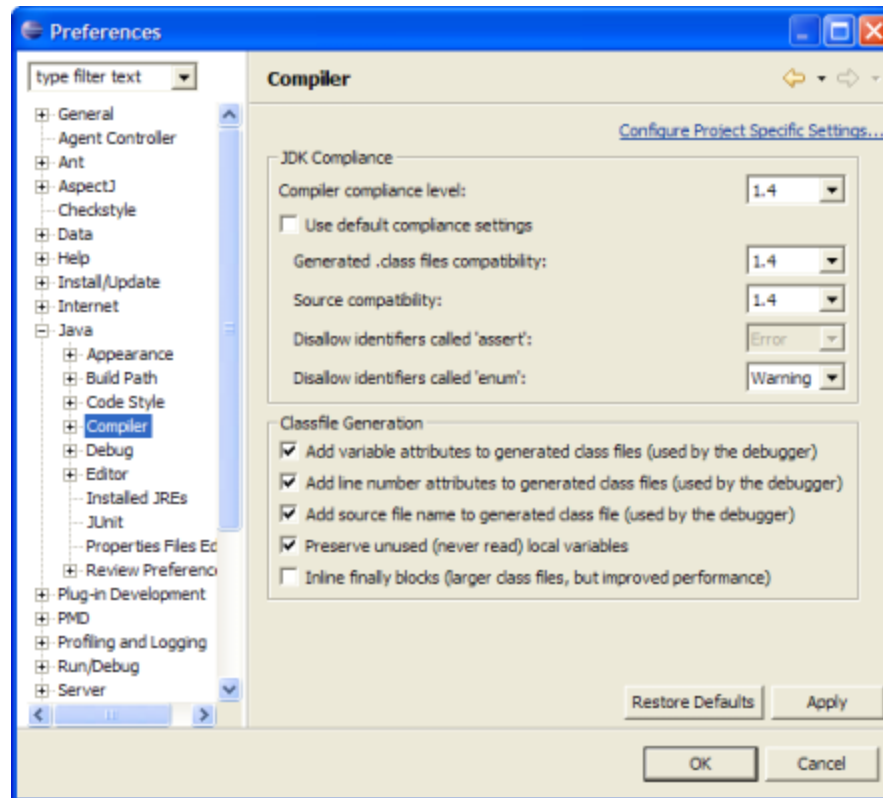 Preferences
type filter text
General
Agent Controller
Ant
AspectJ
Checkstyle
Data
Help
Install/Update
Internet
Java
Appearance
Build Path
Code Style
Compiler
Debug
Editor
Installed JREs
JUnit
Properties Files Ed
Review Preferenc
Plug-in Development
PMD
Profiling and Logging
Run/Debug
Server
Compiler
Configure Project Specific Settings...
JDK Compliance
Compiler compliance level: 1.4
Use default compliance settings
Generated .class files compatibility: 1.4
Source compatibility: 1.4
Disallow identifiers called 'assert': Error
Disallow identifiers called 'enum': Warning
Classfile Generation
Add variable attributes to generated class files (used by the debugger)
Add line number attributes to generated class files (used by the debugger)
Add source file name to generated class file (used by the debugger)
Preserve unused (never read) local variables
Inline finally blocks (larger class files, but improved performance)
Restore Defaults Apply
OK Cancel